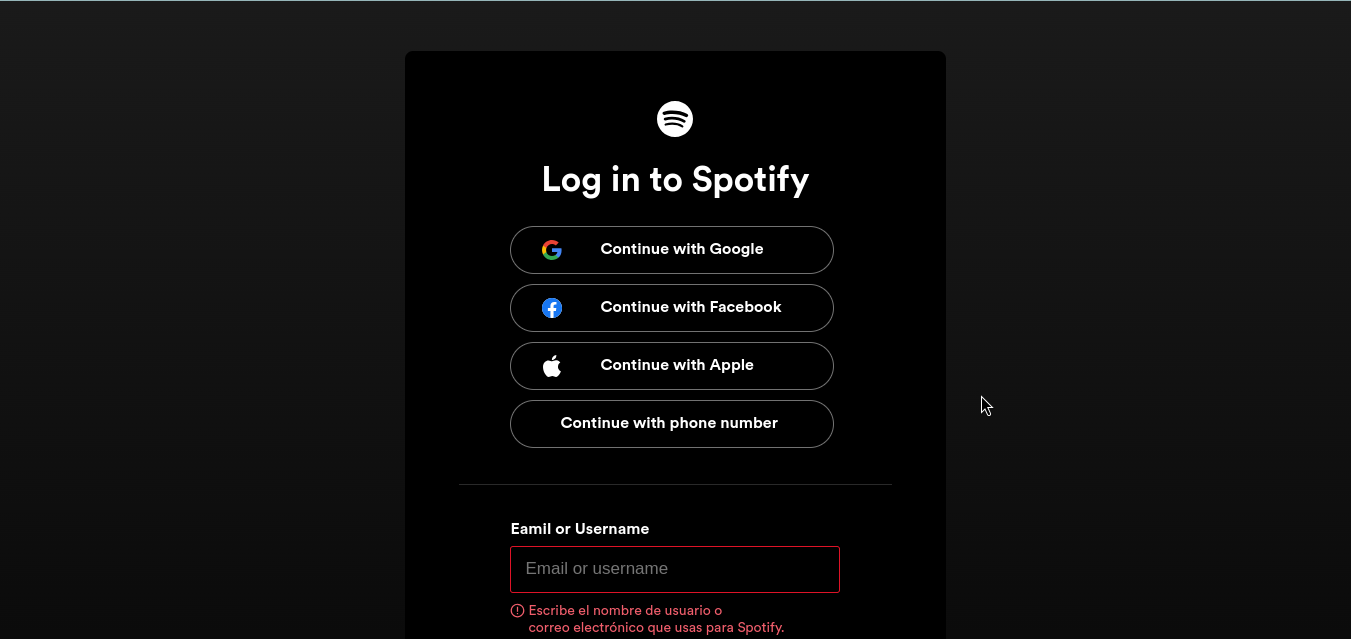 Log in to Spotify
Continue with Google
Continue with Facebook
Continue with Apple
Continue with phone number
Eamil or Username
Email or username
Escribe el nombre de usuario o
correo electrónico que usas para Spotify.